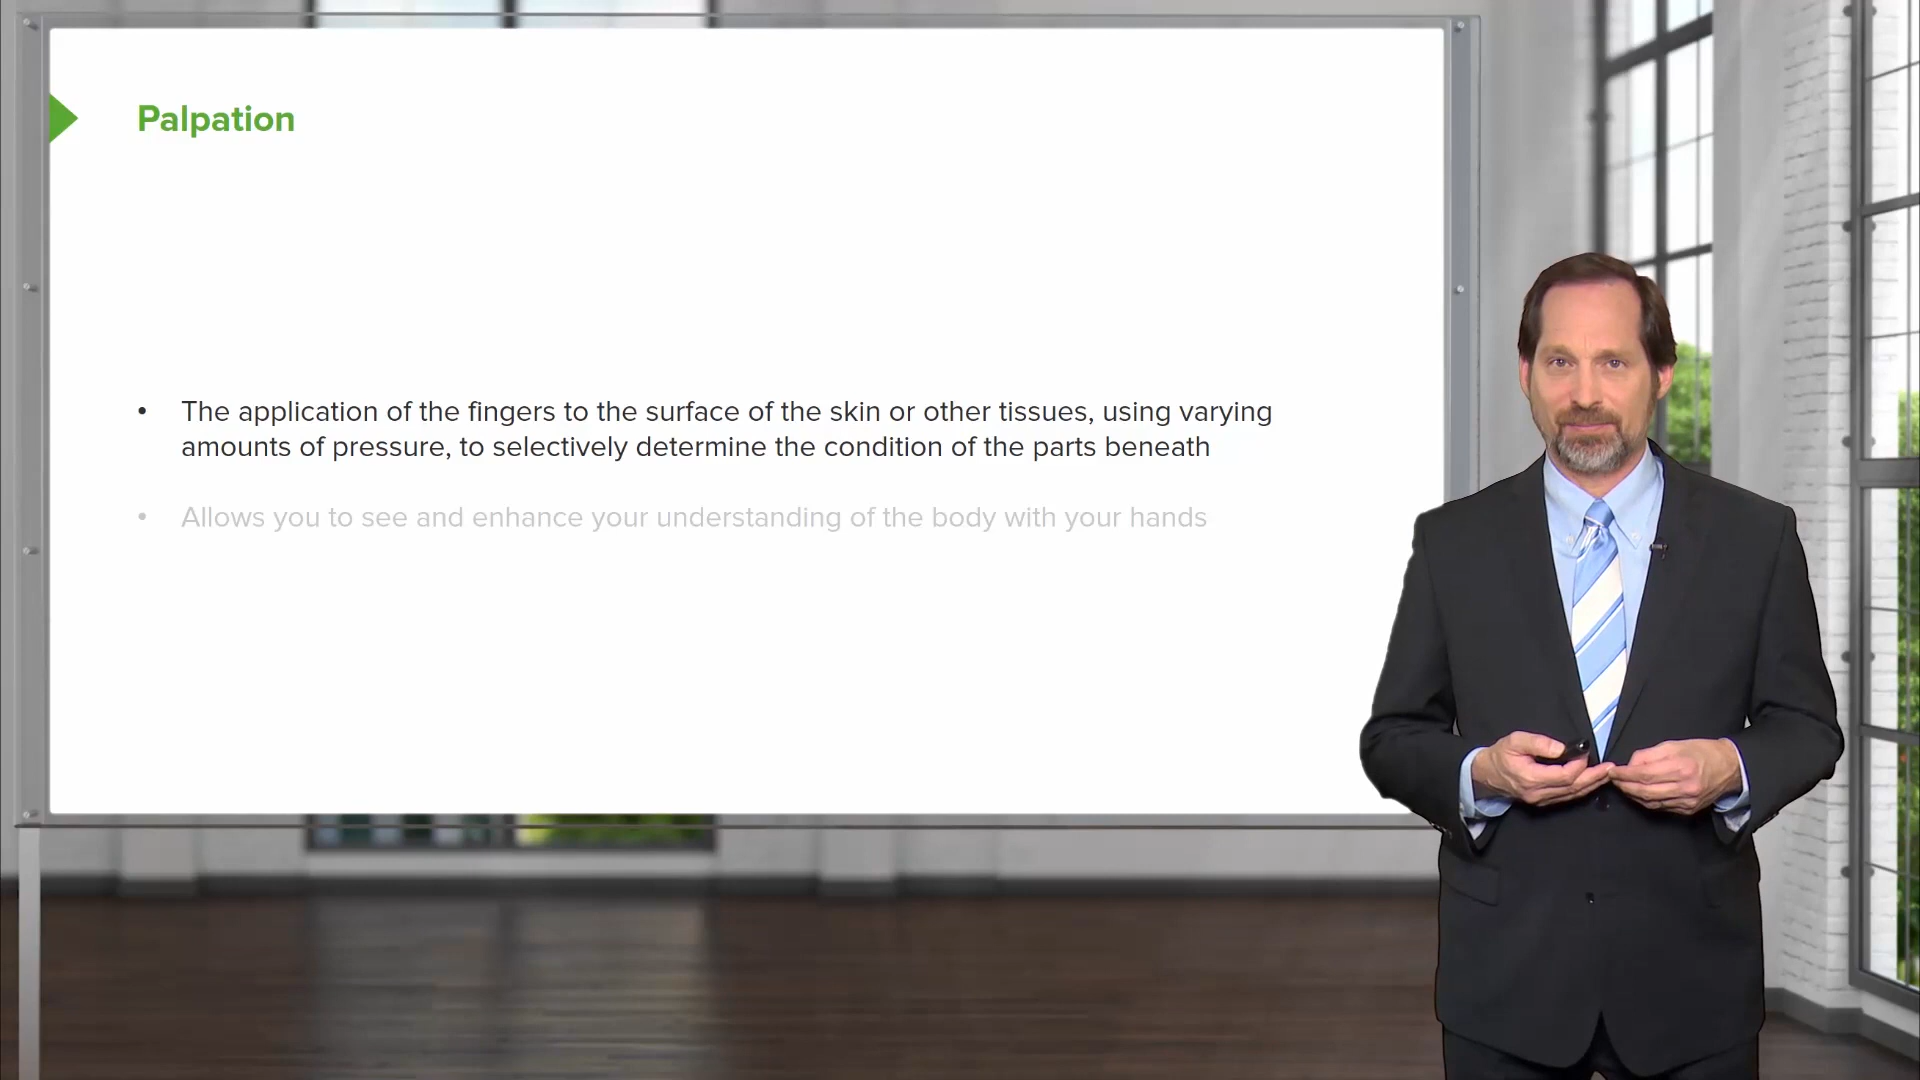 Palpation
• The application of the fingers to the surface of the skin or other tissues, using varying
amounts of pressure, to selectively determine the condition of the parts beneath
• Allows you to see and enhance your understanding of the body with your hands